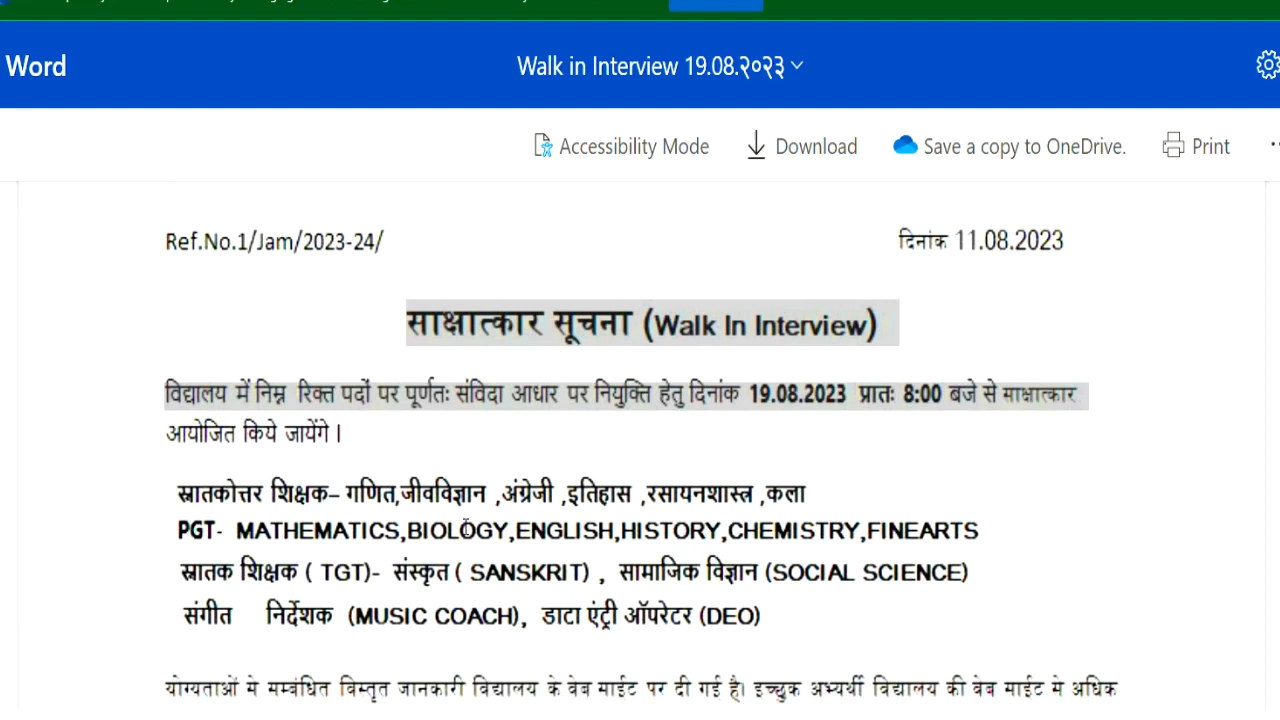 Word
Walk in Interview 19.08.२०२३
Accessibility Mode
Download
Save a copy to OneDrive.
Print
Ref.No.1/Jam/2023-24/
दिनांक 11.08.2023
साक्षात्कार सूचना (Walk In Interview)
विद्यालय में निम्न रिक्त पदों पर पूर्णतः संविदा आधार पर नियुक्ति हेतु दिनांक 19.08.2023 प्रातः 8:00 बजे से साक्षात्कार
आयोजित किये जायेंगे ।
स्नातकोत्तर शिक्षक– गणित,जीवविज्ञान ,अंग्रेजी ,इतिहास ,रसायनशास्त्र ,कला
PGT- MATHEMATICS,BIOLOGY,ENGLISH,HISTORY,CHEMISTRY,FINEARTS
स्नातक शिक्षक ( TGT)- संस्कृत ( SANSKRIT) , सामाजिक विज्ञान (SOCIAL SCIENCE)
संगीत निर्देशक (MUSIC COACH), डाटा एंट्री ऑपरेटर (DEO)
योग्यताओं से सम्बंधित विस्तृत जानकारी विद्यालय के वेब साईट पर दी गई है। इच्छुक अभ्यर्थी विद्यालय की वेब साईट से अधिक